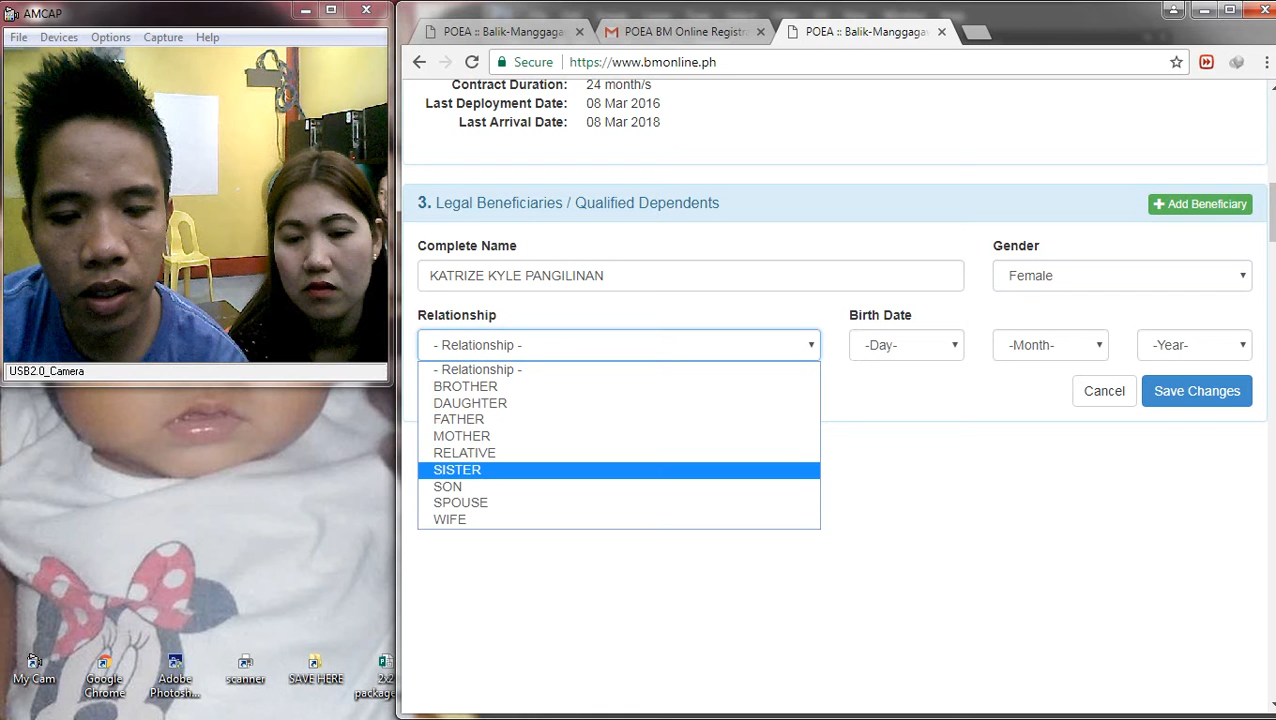 AMCAP
File Devices Options Capture Help
USB2.0_Camera
My Cam
Google Chrome
Adobe Photosh...
scanner
SAVE HERE
2x2 package
POEA :: Balik-Mangga
POEA BM Online Registra
POEA :: Balik-Manggaga
Secure https://www.bmonline.ph
Contract Duration: 24 month/s
Last Deployment Date: 08 Mar 2016
Last Arrival Date: 08 Mar 2018
3. Legal Beneficiaries / Qualified Dependents
Add Beneficiary
Complete Name Gender
KATRIZE KYLE PANGILINAN Female
Relationship Birth Date
- Relationship - -Day- -Month- -Year-
- Relationship -
BROTHER
DAUGHTER
FATHER
MOTHER
RELATIVE
SISTER
SON
SPOUSE
WIFE
Cancel Save Changes